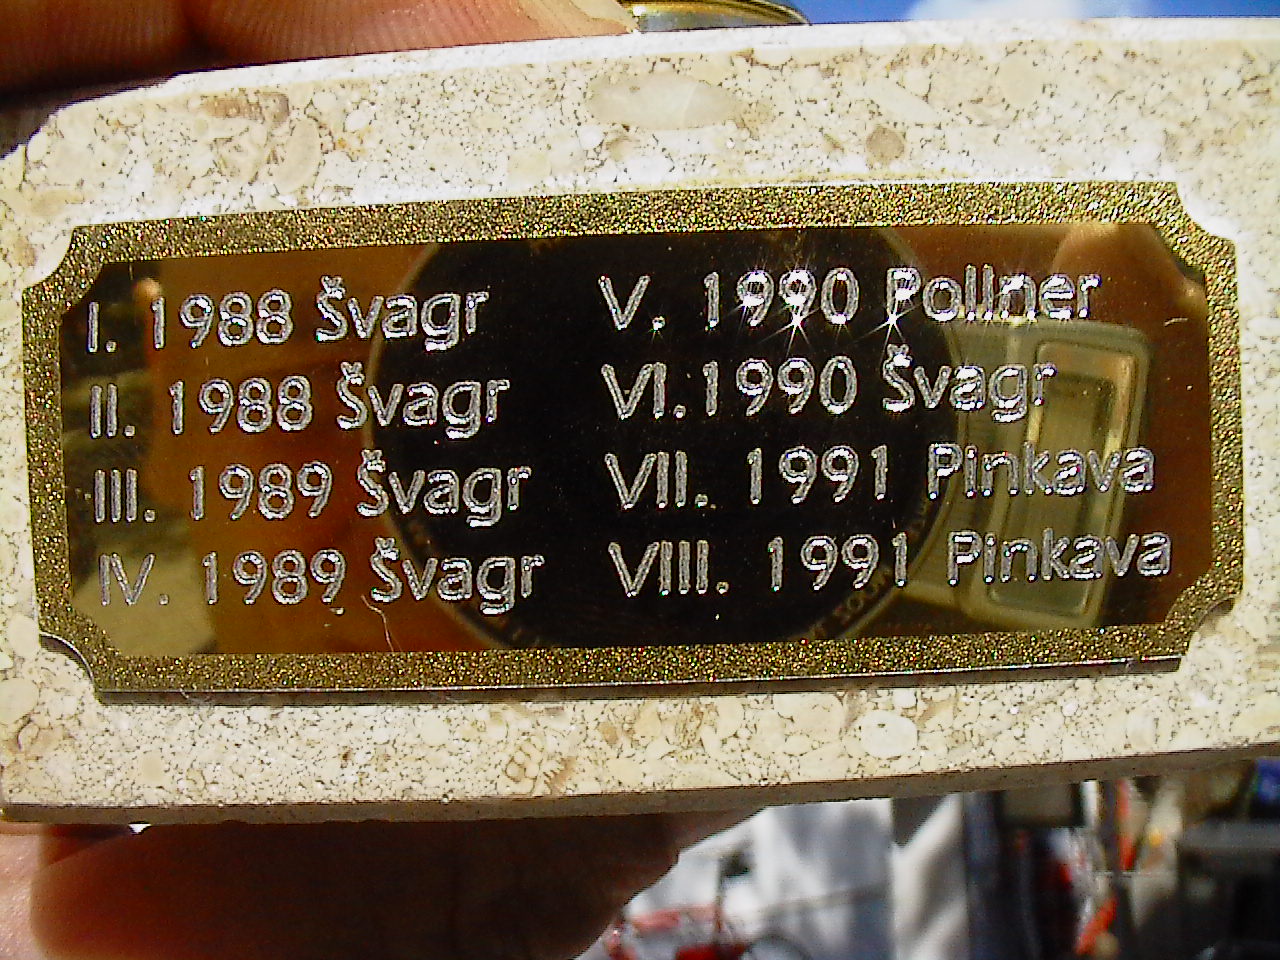 I. 1988 Švagr
II. 1988 Švagr
III. 1989 Švagr
IV. 1989 Švagr
V. 1990 Pollner
VI. 1990 Švagr
VII. 1991 Pinkava
VIII. 1991 Pinkava